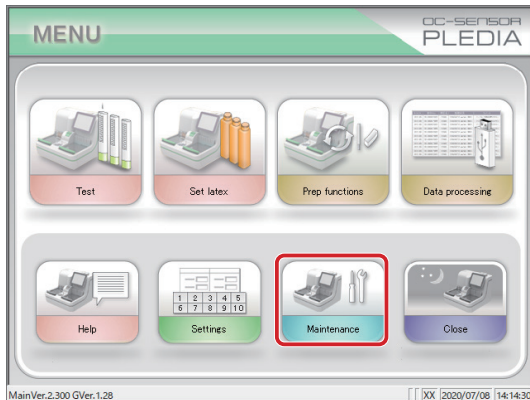 MENU
OC-SENSOR
PLEDIA
Test
Set latex
Prep functions
Data processing
1 2 3 4 5
6 7 8 9 10
Help
Settings
Maintenance
Close
MainVer.2.300 GVer.1.28
XX 2020/07/08 14:14:33